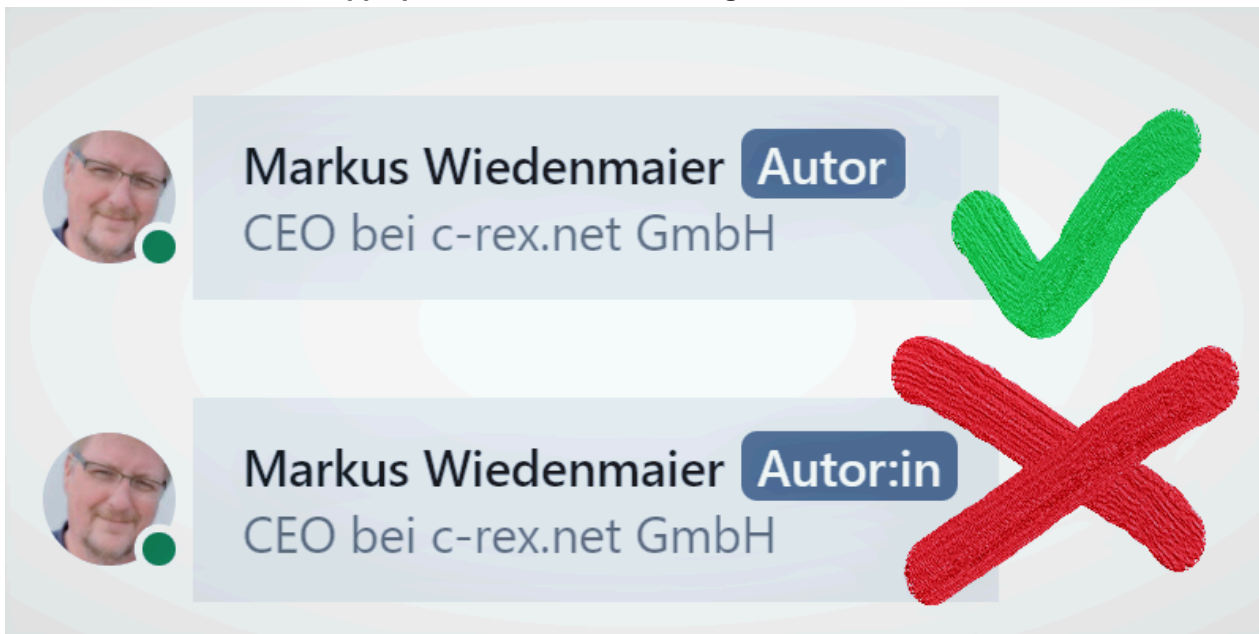 Markus Wiedenmaier Autor
CEO bei c-rex.net GmbH
Markus Wiedenmaier Autor:in
CEO bei c-rex.net GmbH